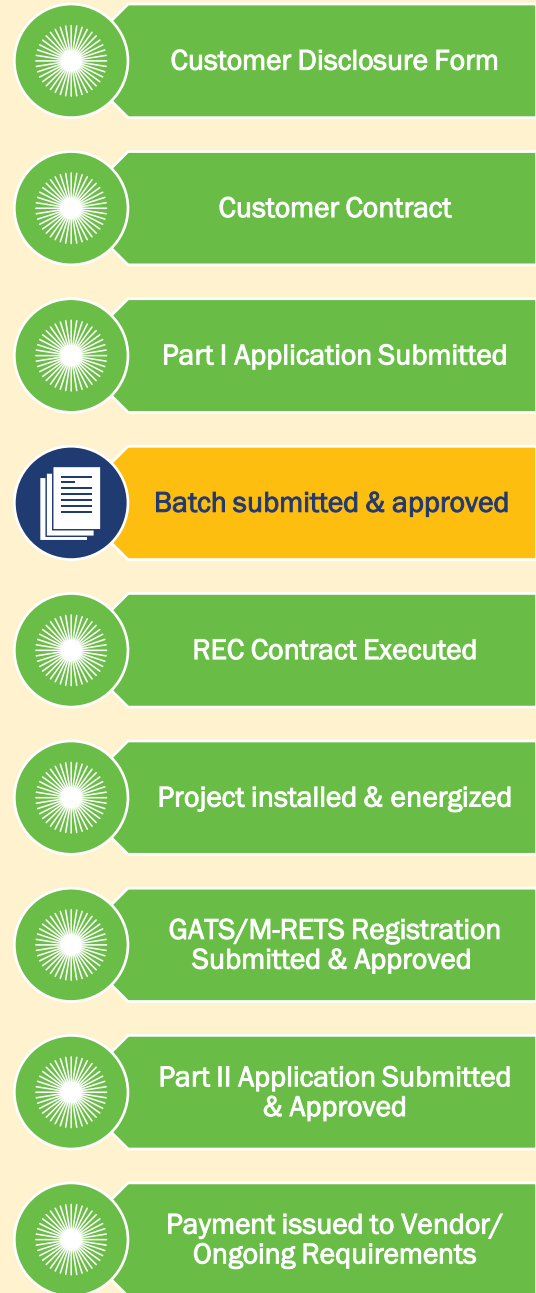 Customer Disclosure Form
Customer Contract
Part I Application Submitted
Batch submitted & approved
REC Contract Executed
Project installed & energized
GATS/M-RETS Registration
Submitted & Approved
Part II Application Submitted
& Approved
Payment issued to Vendor/
Ongoing Requirements